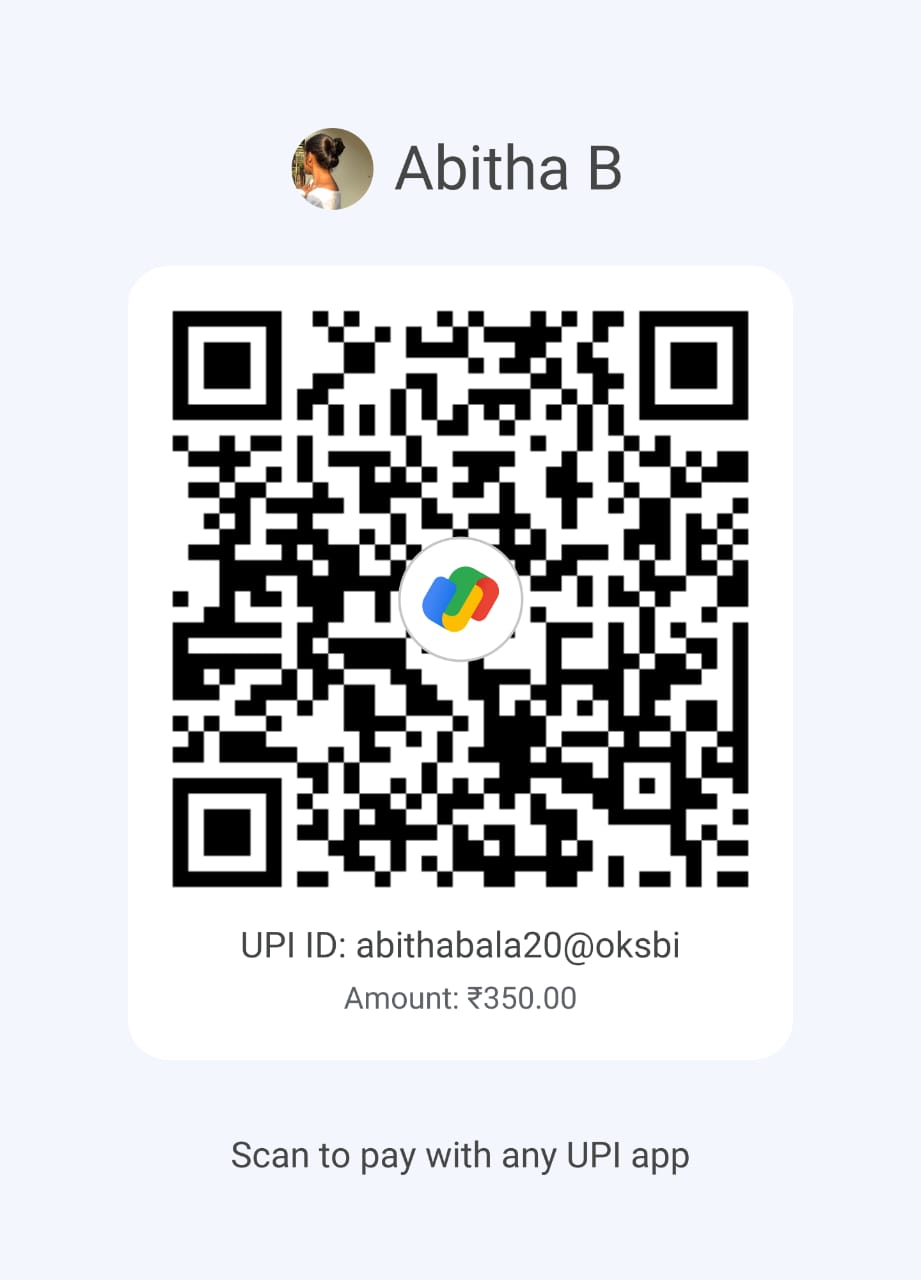 Abitha B
UPI ID: abithabala20@oksbi
Amount: ₹350.00
Scan to pay with any UPI app